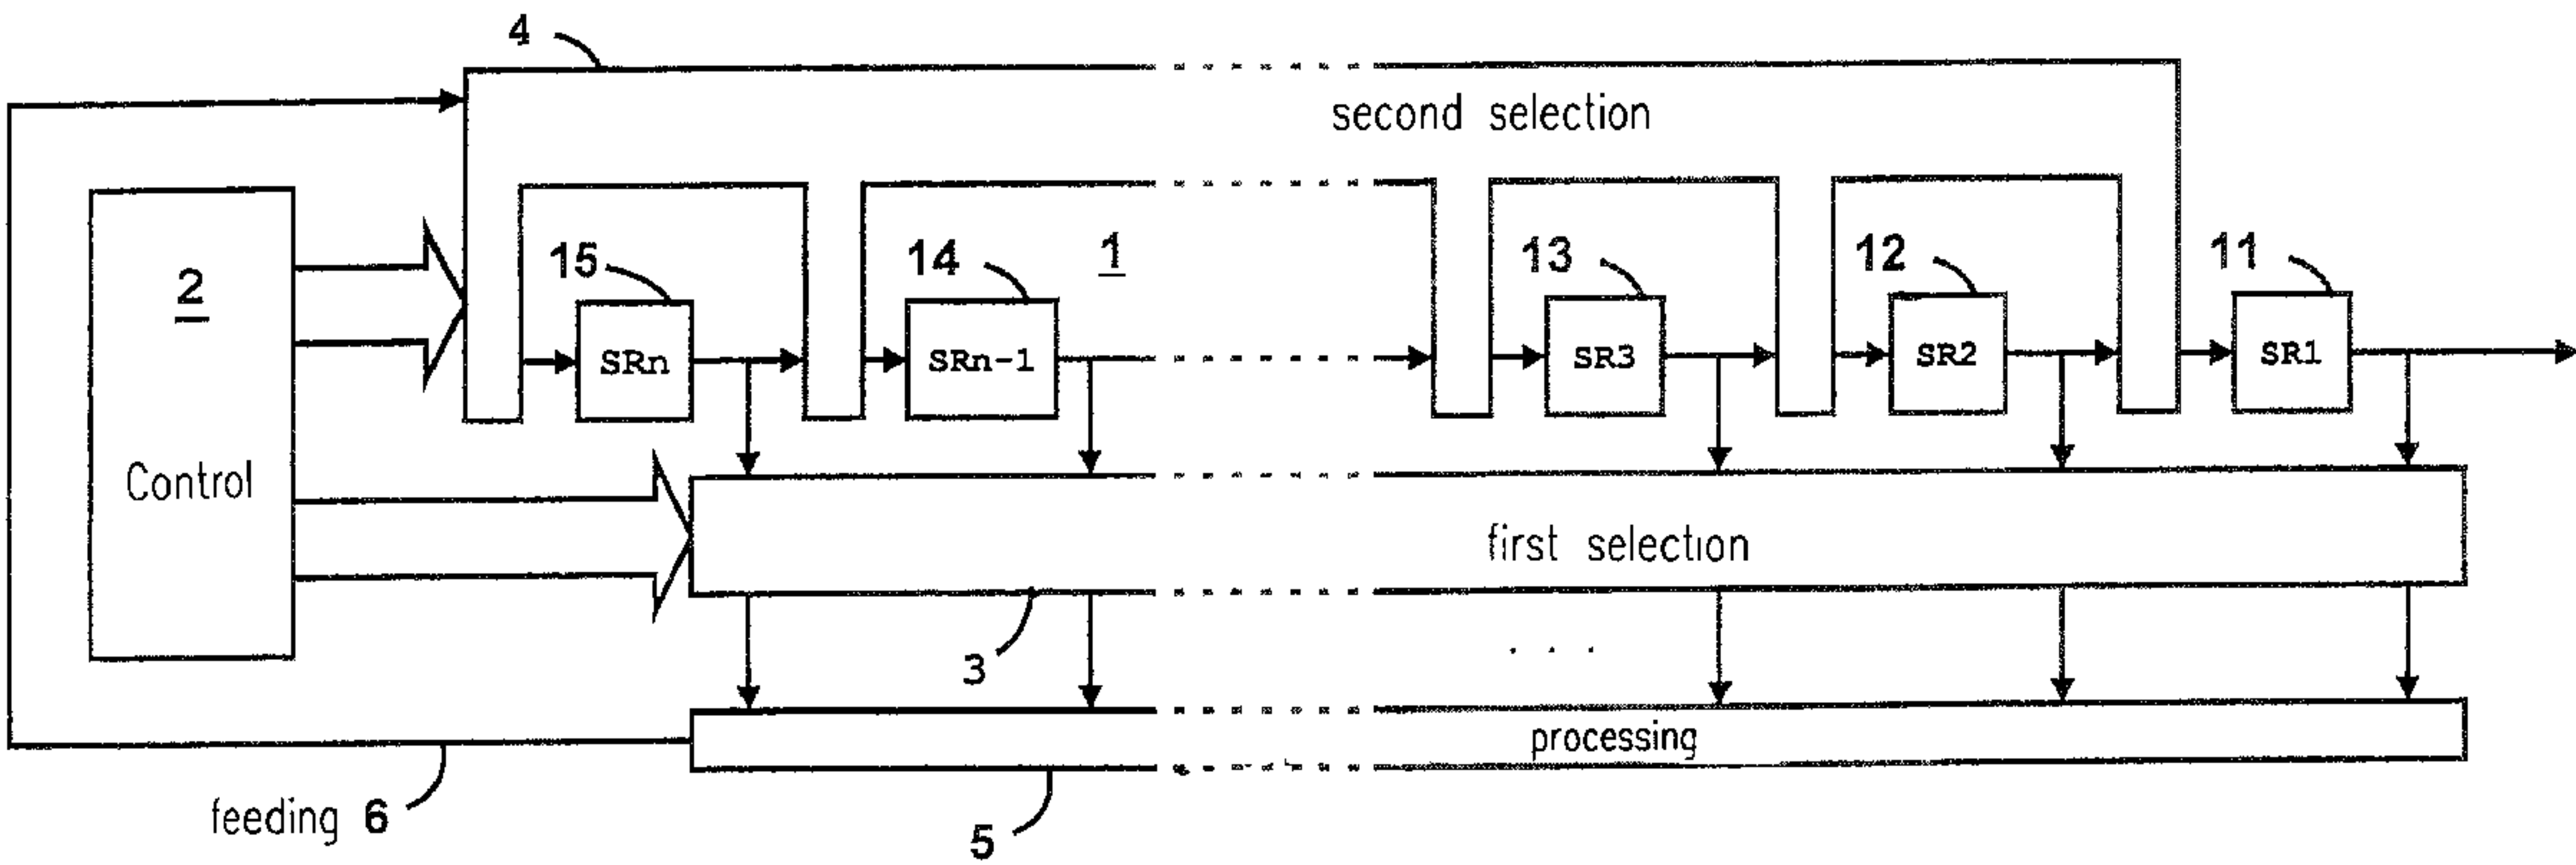 4
second selection
2
15
14
1
13
12
11
SRn
SRn-1
SR3
SR2
SR1
Control
first selection
3
. . .
processing
feeding 6
5